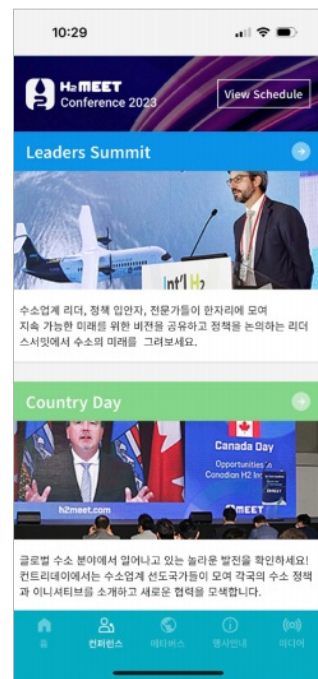 10:29
H₂MEET
Conference 2023
View Schedule
Leaders Summit
Int'l H₂
수소업계 리더, 정책 입안자, 전문가들이 한자리에 모여
지속 가능한 미래를 위한 비전을 공유하고 정책을 논의하는 리더
스서밋에서 수소의 미래를 그려보세요.
Country Day
Canada Day
Opportunities in
Canadian H2
h2meet.com
MEET
글로벌 수소 분야에서 일어나고 있는 놀라운 발전을 확인하세요!
컨트리데이에서는 수소업계 선도국가들이 모여 각국의 수소 정책
과 이니셔티브를 소개하고 새로운 협력을 모색합니다.
홈
컨퍼런스
메타버스
행사안내
미디어